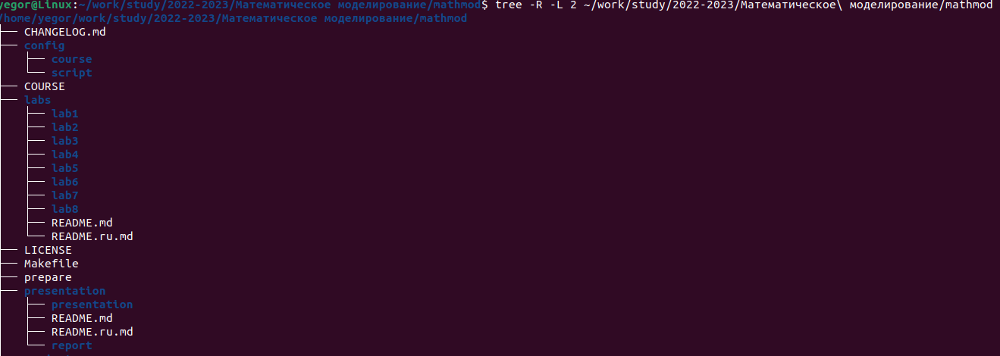 yegor@Linux:~/work/study/2022-2023/Математическое моделирование/mathmod$ tree -R -L 2 ~/work/study/2022-2023/Математическое\ моделирование/mathmod
/home/yegor/work/study/2022-2023/Математическое моделирование/mathmod
├── CHANGELOG.md
├── config
│   ├── course
│   └── script
├── COURSE
├── labs
│   ├── lab1
│   ├── lab2
│   ├── lab3
│   ├── lab4
│   ├── lab5
│   ├── lab6
│   ├── lab7
│   ├── lab8
│   ├── README.md
│   └── README.ru.md
├── LICENSE
├── Makefile
├── prepare
├── presentation
│   ├── presentation
│   ├── README.md
│   ├── README.ru.md
│   └── report